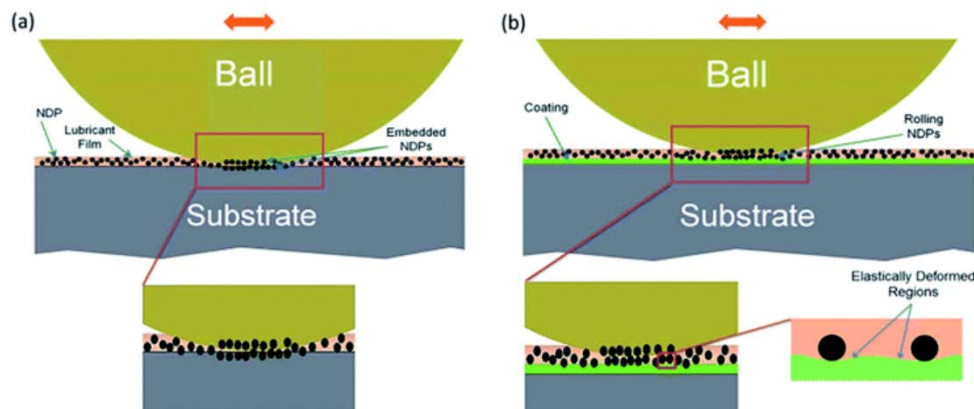 (a)
Ball
NDP
Lubricant
Film
Embedded
NDPs
Substrate
(b)
Ball
Coating
Rolling
NDPs
Substrate
Elastically Deformed
Regions